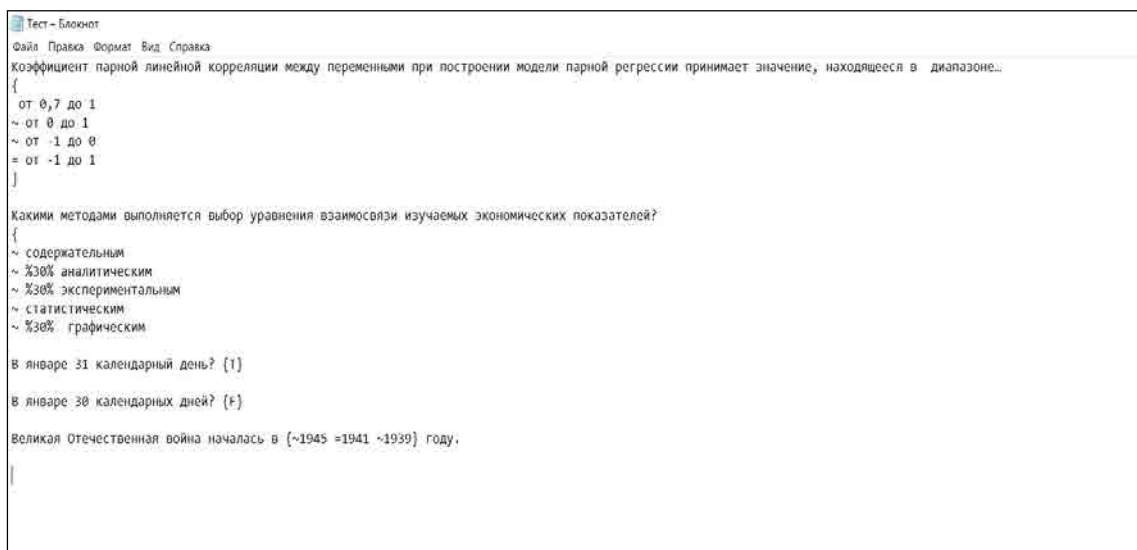 Тест – Блокнот
Файл Правка Формат Вид Справка
Коэффициент парной линейной корреляции между переменными при построении модели парной регрессии принимает значение, находящееся в диапазоне…
{
от 0,7 до 1
~ от 0 до 1
~ от -1 до 0
= от -1 до 1
}
Какими методами выполняется выбор уравнения взаимосвязи изучаемых экономических показателей?
{
~ содержательным
~ %30% аналитическим
~ %30% экспериментальным
~ статистическим
~ %30% графическим
В январе 31 календарный день? {T}
В январе 30 календарных дней? {F}
Великая Отечественная война началась в {~1945 =1941 ~1939} году.